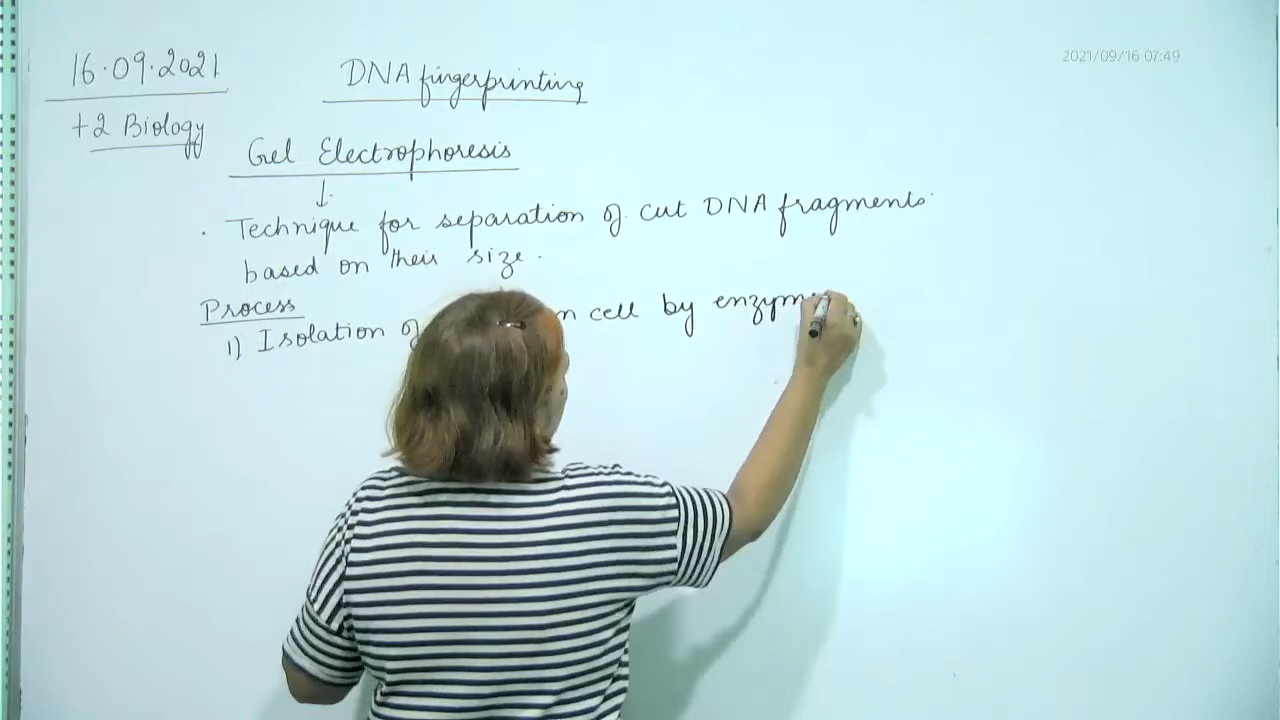 16.09.2021
2021/09/16 07:49
DNA fingerprinting
+2 Biology
Gel Electrophoresis
. Technique for separation of cut DNA fragments.
based on their size.
Process
1) Isolation cell by